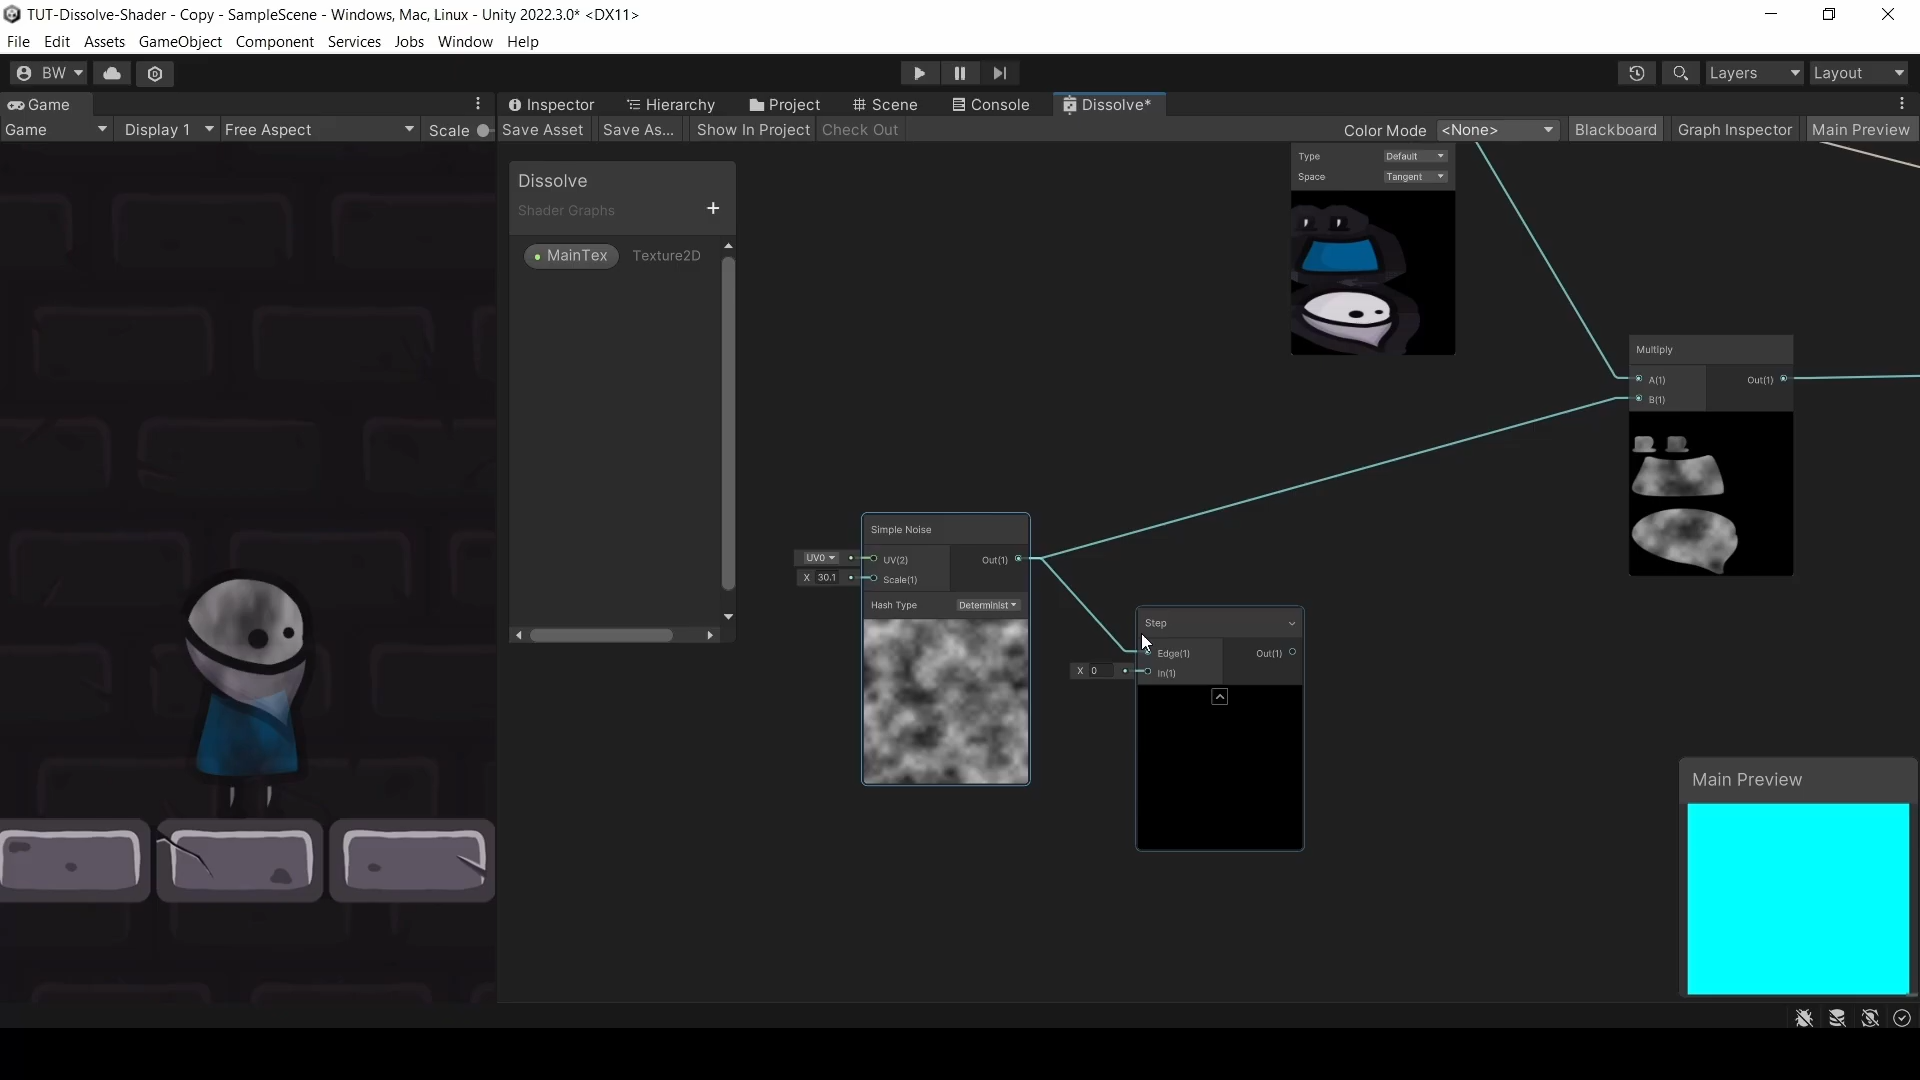 TUT-Dissolve-Shader - Copy - SampleScene - Windows, Mac, Linux - Unity 2022.3.0* <DX11>
File Edit Assets GameObject Component Services Jobs Window Help
BW Layers Layout
Game Inspector Hierarchy Project Scene Console Dissolve*
Game Display 1 Free Aspect Scale Save Asset Save As... Show In Project Check Out Color Mode <None> Blackboard Graph Inspector Main Preview
Type Default
Space Tangent
Dissolve
Shader Graphs +
MainTex Texture2D
Multiply
A(1) Out(1)
B(1)
Simple Noise
UV0 UV(2) Out(1)
X 30.1 Scale(1)
Hash Type Determinist
Step
Edge(1) Out(1)
X 0 In(1)
Main Preview